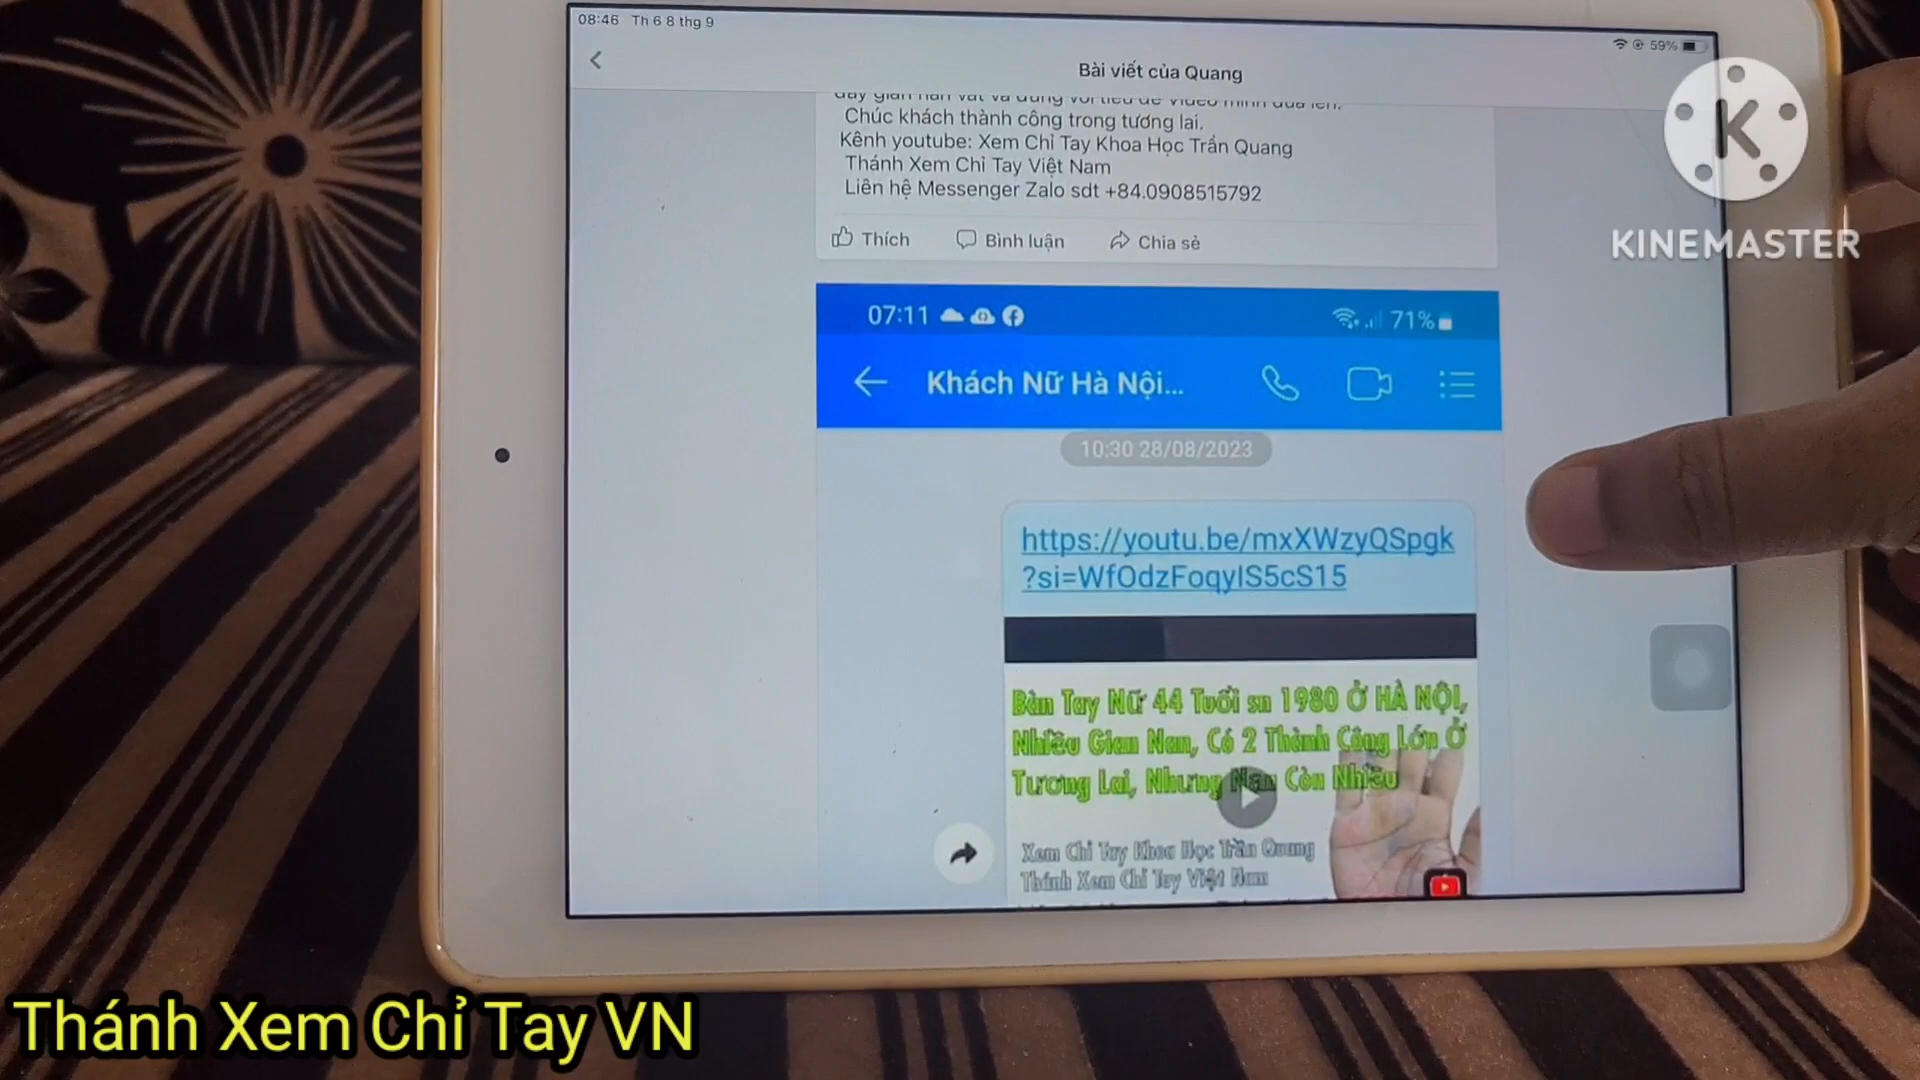 08:46 Th 6 8 thg 9
59%
Bài viết của Quang
Chúc khách thành công trong tương lai.
Kênh youtube: Xem Chỉ Tay Khoa Học Trần Quang
Thánh Xem Chỉ Tay Việt Nam
Liên hệ Messenger Zalo sdt +84.0908515792
Thích Bình luận Chia sẻ
KINEMASTER
07:11 71%
Khách Nữ Hà Nội...
10:30 28/08/2023
https://youtu.be/mxXWzyQSpgk
?si=WfOdzFoqyIS5cS15
Bàn Tay Nữ 44 Tuổi sn 1980 Ở HÀ NỘI,
Nhiều Gian Nan, Có 2 Thành Công Lớn Ở
Tương Lai, Nhưng Nạn Còn Nhiều
Xem Chỉ Tay Khoa Học Trần Quang
Thánh Xem Chỉ Tay Việt Nam
Thánh Xem Chỉ Tay VN